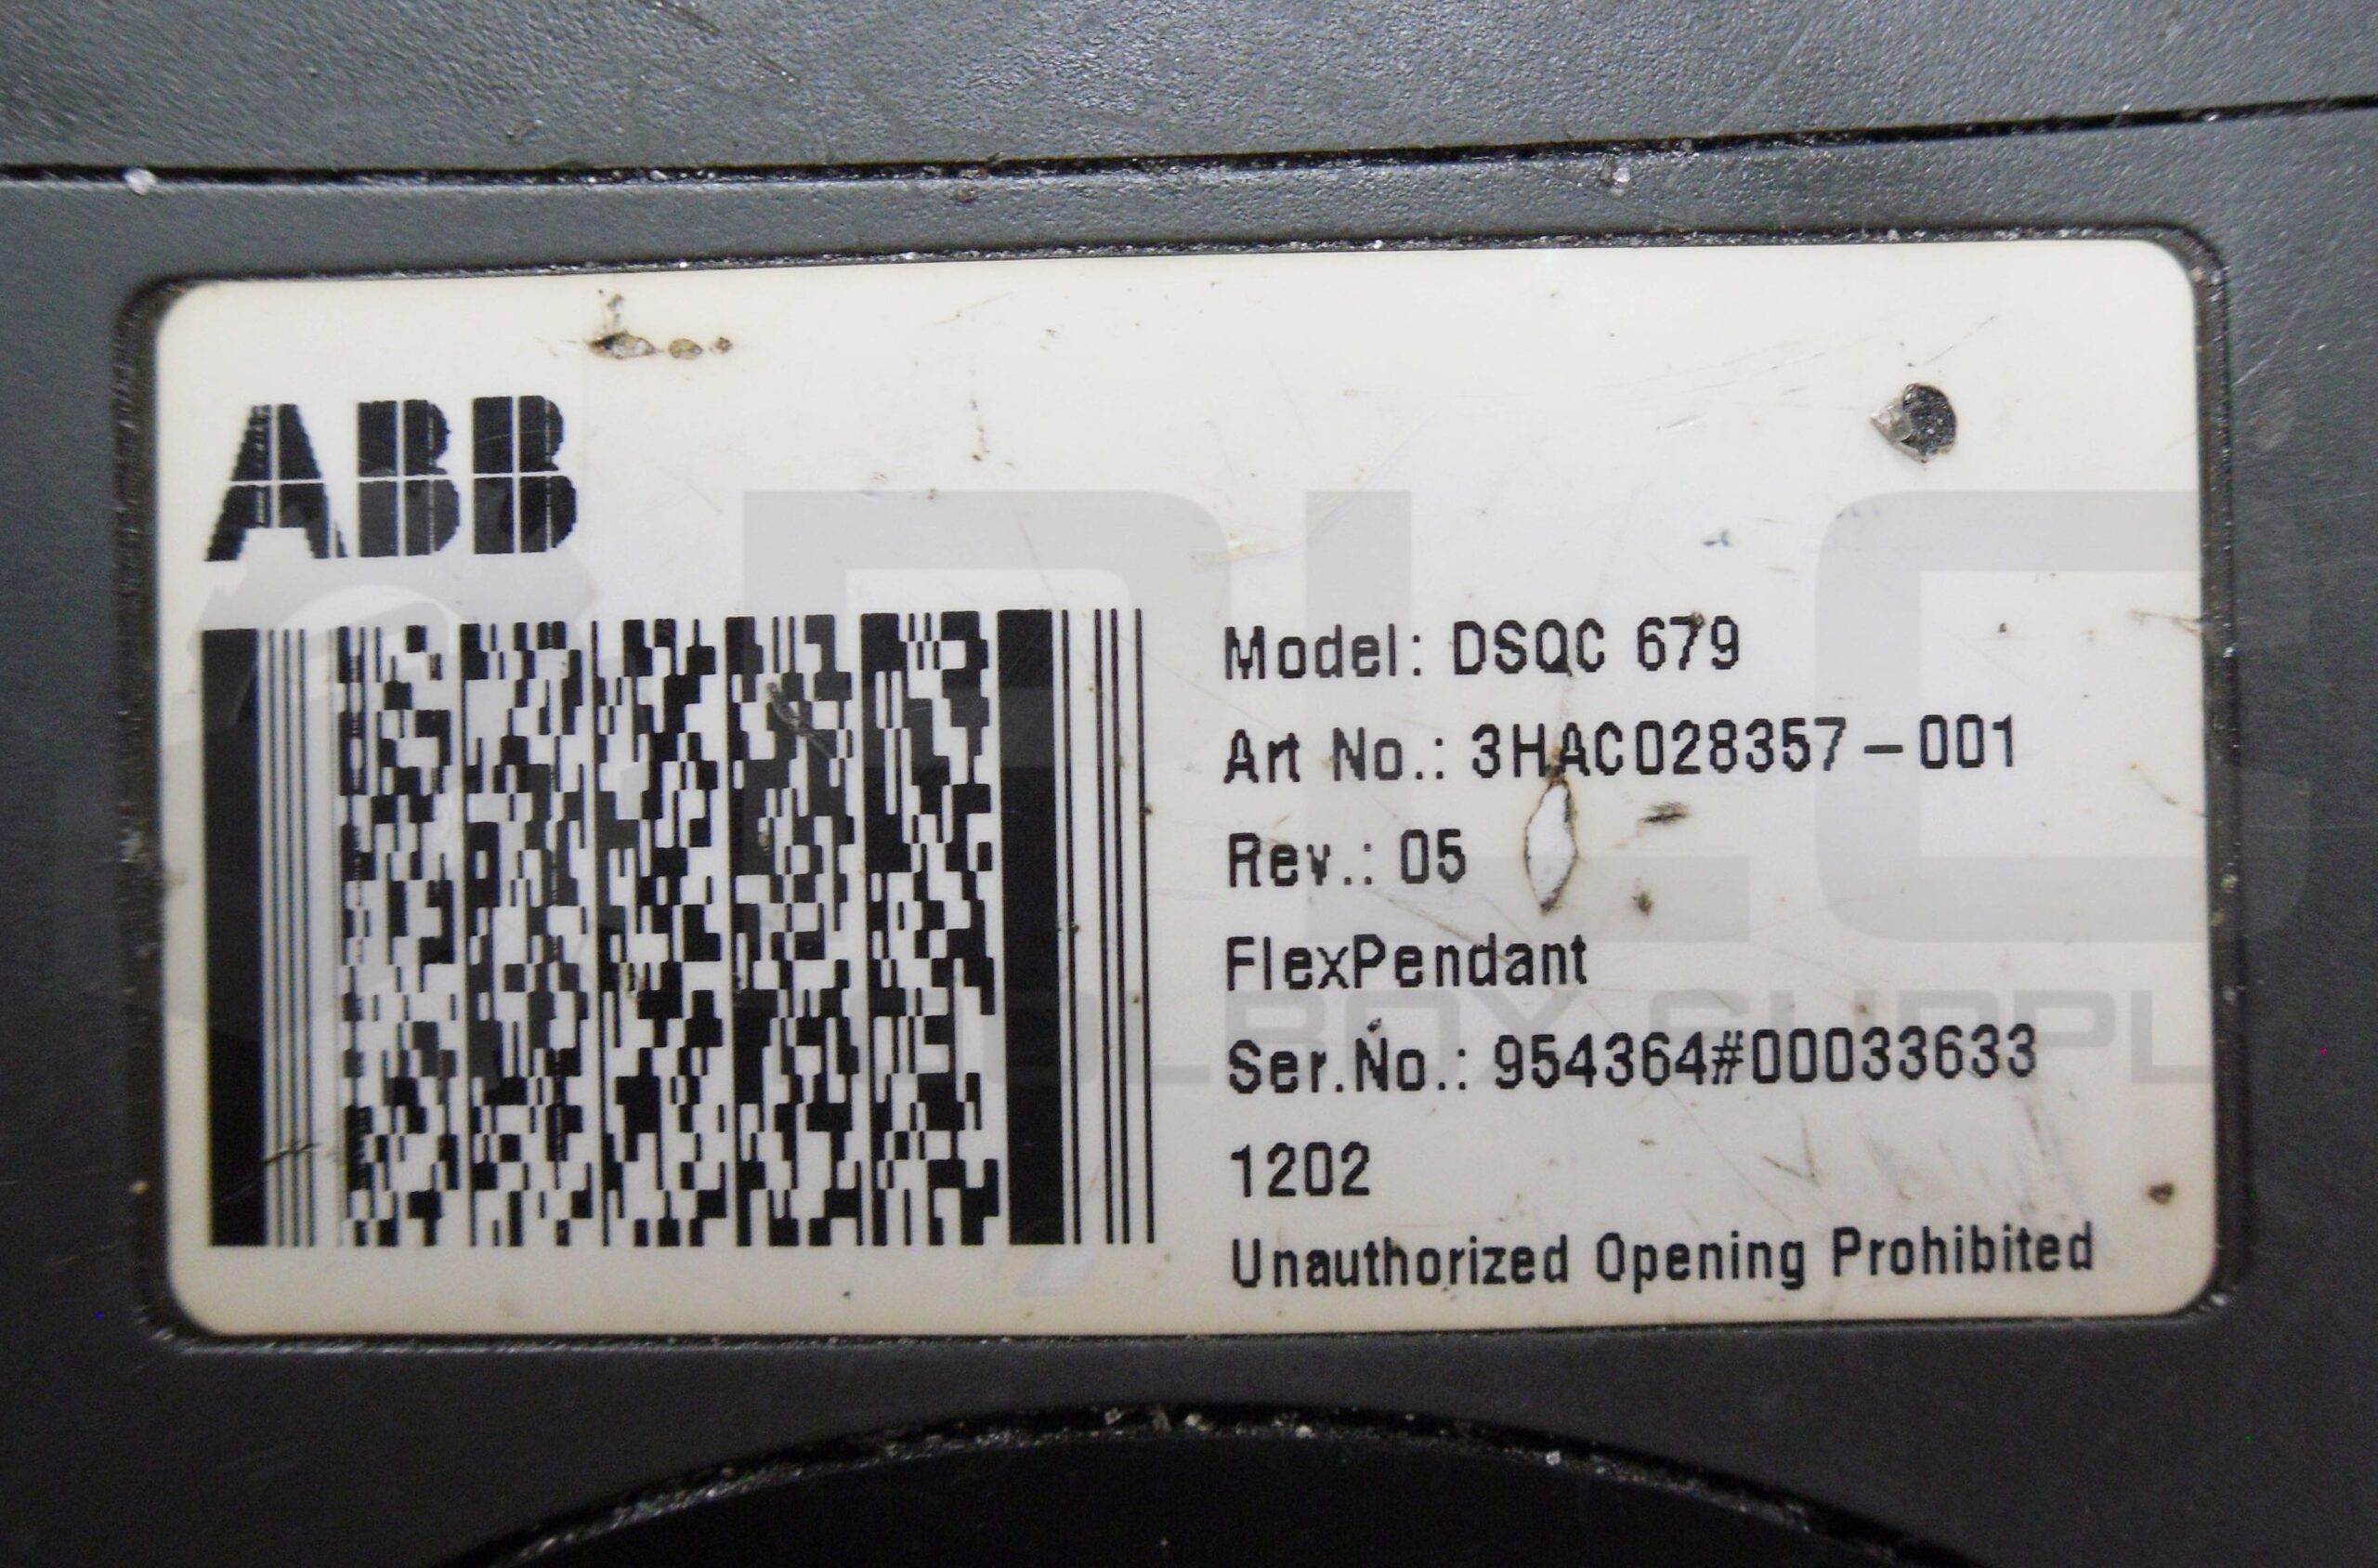 ABB
Model: DSQC 679
Art No.: 3HAC028357-001
Rev.: 05
FlexPendant
Ser.No.: 954364#00033633
1202
Unauthorized Opening Prohibited
PLC